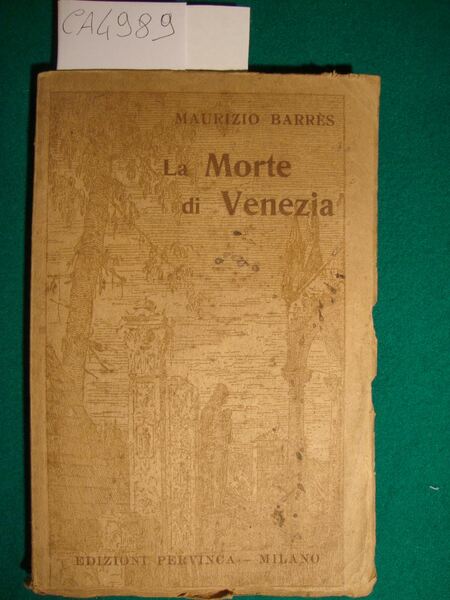 CA4989
MAURIZIO BARRÈS
La Morte
di Venezia
EDIZIONI PERVINCA — MILANO